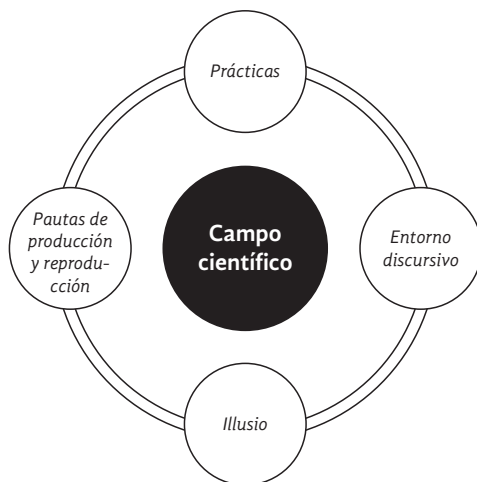 Prácticas
Pautas de
producción
y reprodu-
cción
Campo
científico
Entorno
discursivo
Illusio